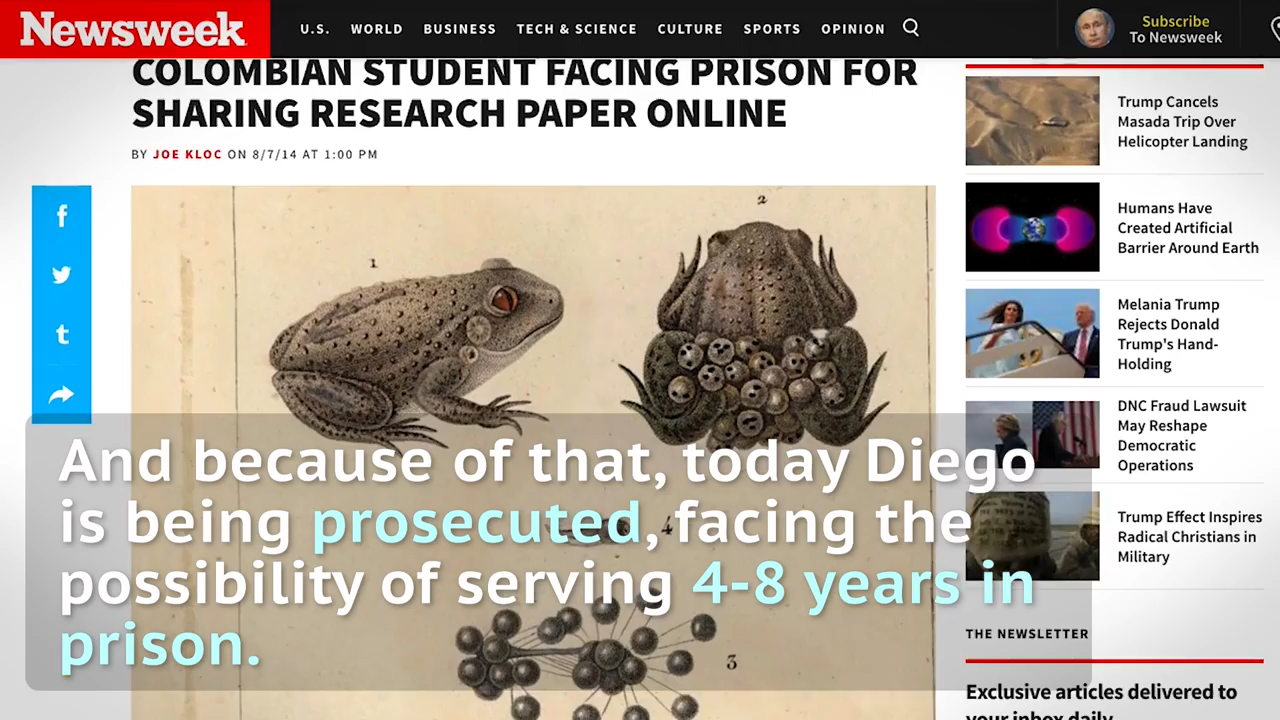 Newsweek
U.S. WORLD BUSINESS TECH & SCIENCE CULTURE SPORTS OPINION
Subscribe
To Newsweek
COLOMBIAN STUDENT FACING PRISON FOR
SHARING RESEARCH PAPER ONLINE
BY JOE KLOC ON 8/7/14 AT 1:00 PM
f
t
1
2
4
3
And because of that, today Diego
is being prosecuted, facing the
possibility of serving 4-8 years in
prison.
Trump Cancels
Masada Trip Over
Helicopter Landing
Humans Have
Created Artificial
Barrier Around Earth
Melania Trump
Rejects Donald
Trump's Hand-
Holding
DNC Fraud Lawsuit
May Reshape
Democratic
Operations
Trump Effect Inspires
Radical Christians in
Military
THE NEWSLETTER
Exclusive articles delivered to
your inbox daily